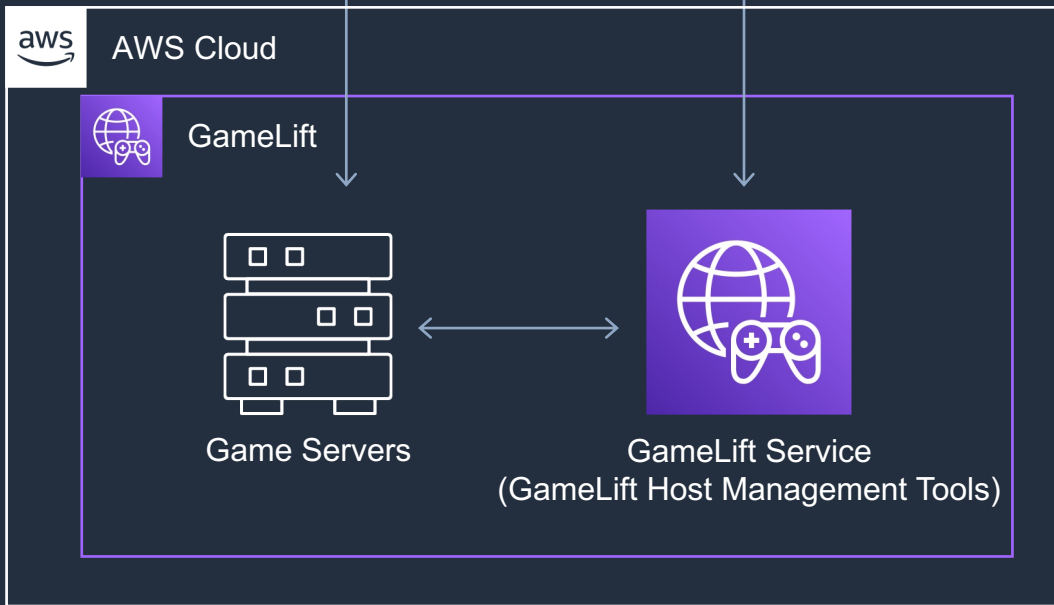 aws
AWS Cloud
GameLift
Game Servers
GameLift Service
(GameLift Host Management Tools)